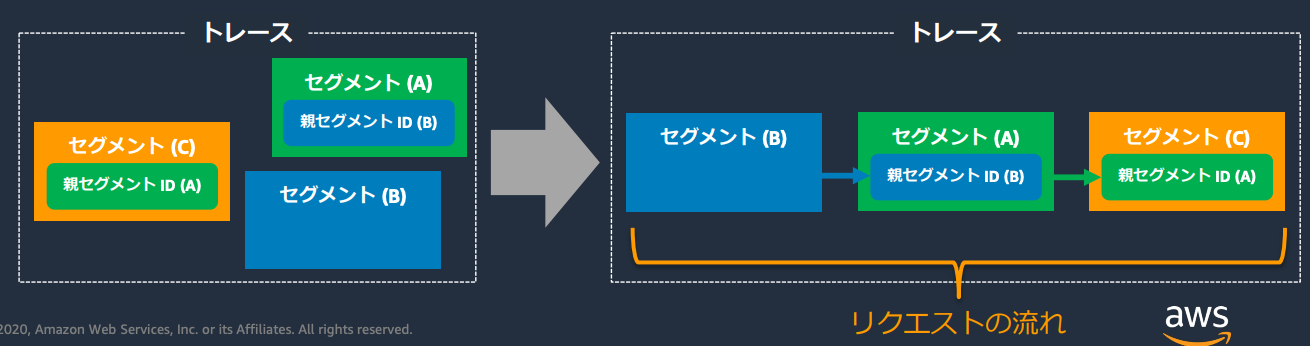 トレース
セグメント (A)
親セグメント ID (B)
セグメント (C)
親セグメント ID (A)
セグメント (B)
トレース
セグメント (B)
セグメント (A)
親セグメント ID (B)
セグメント (C)
親セグメント ID (A)
リクエストの流れ
2020, Amazon Web Services, Inc. or its Affiliates. All rights reserved.
aws